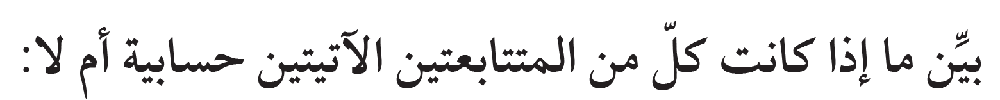 بيِّن ما إذا كانت كلّ من المتتابعتين الآتيتين حسابية أم لا: